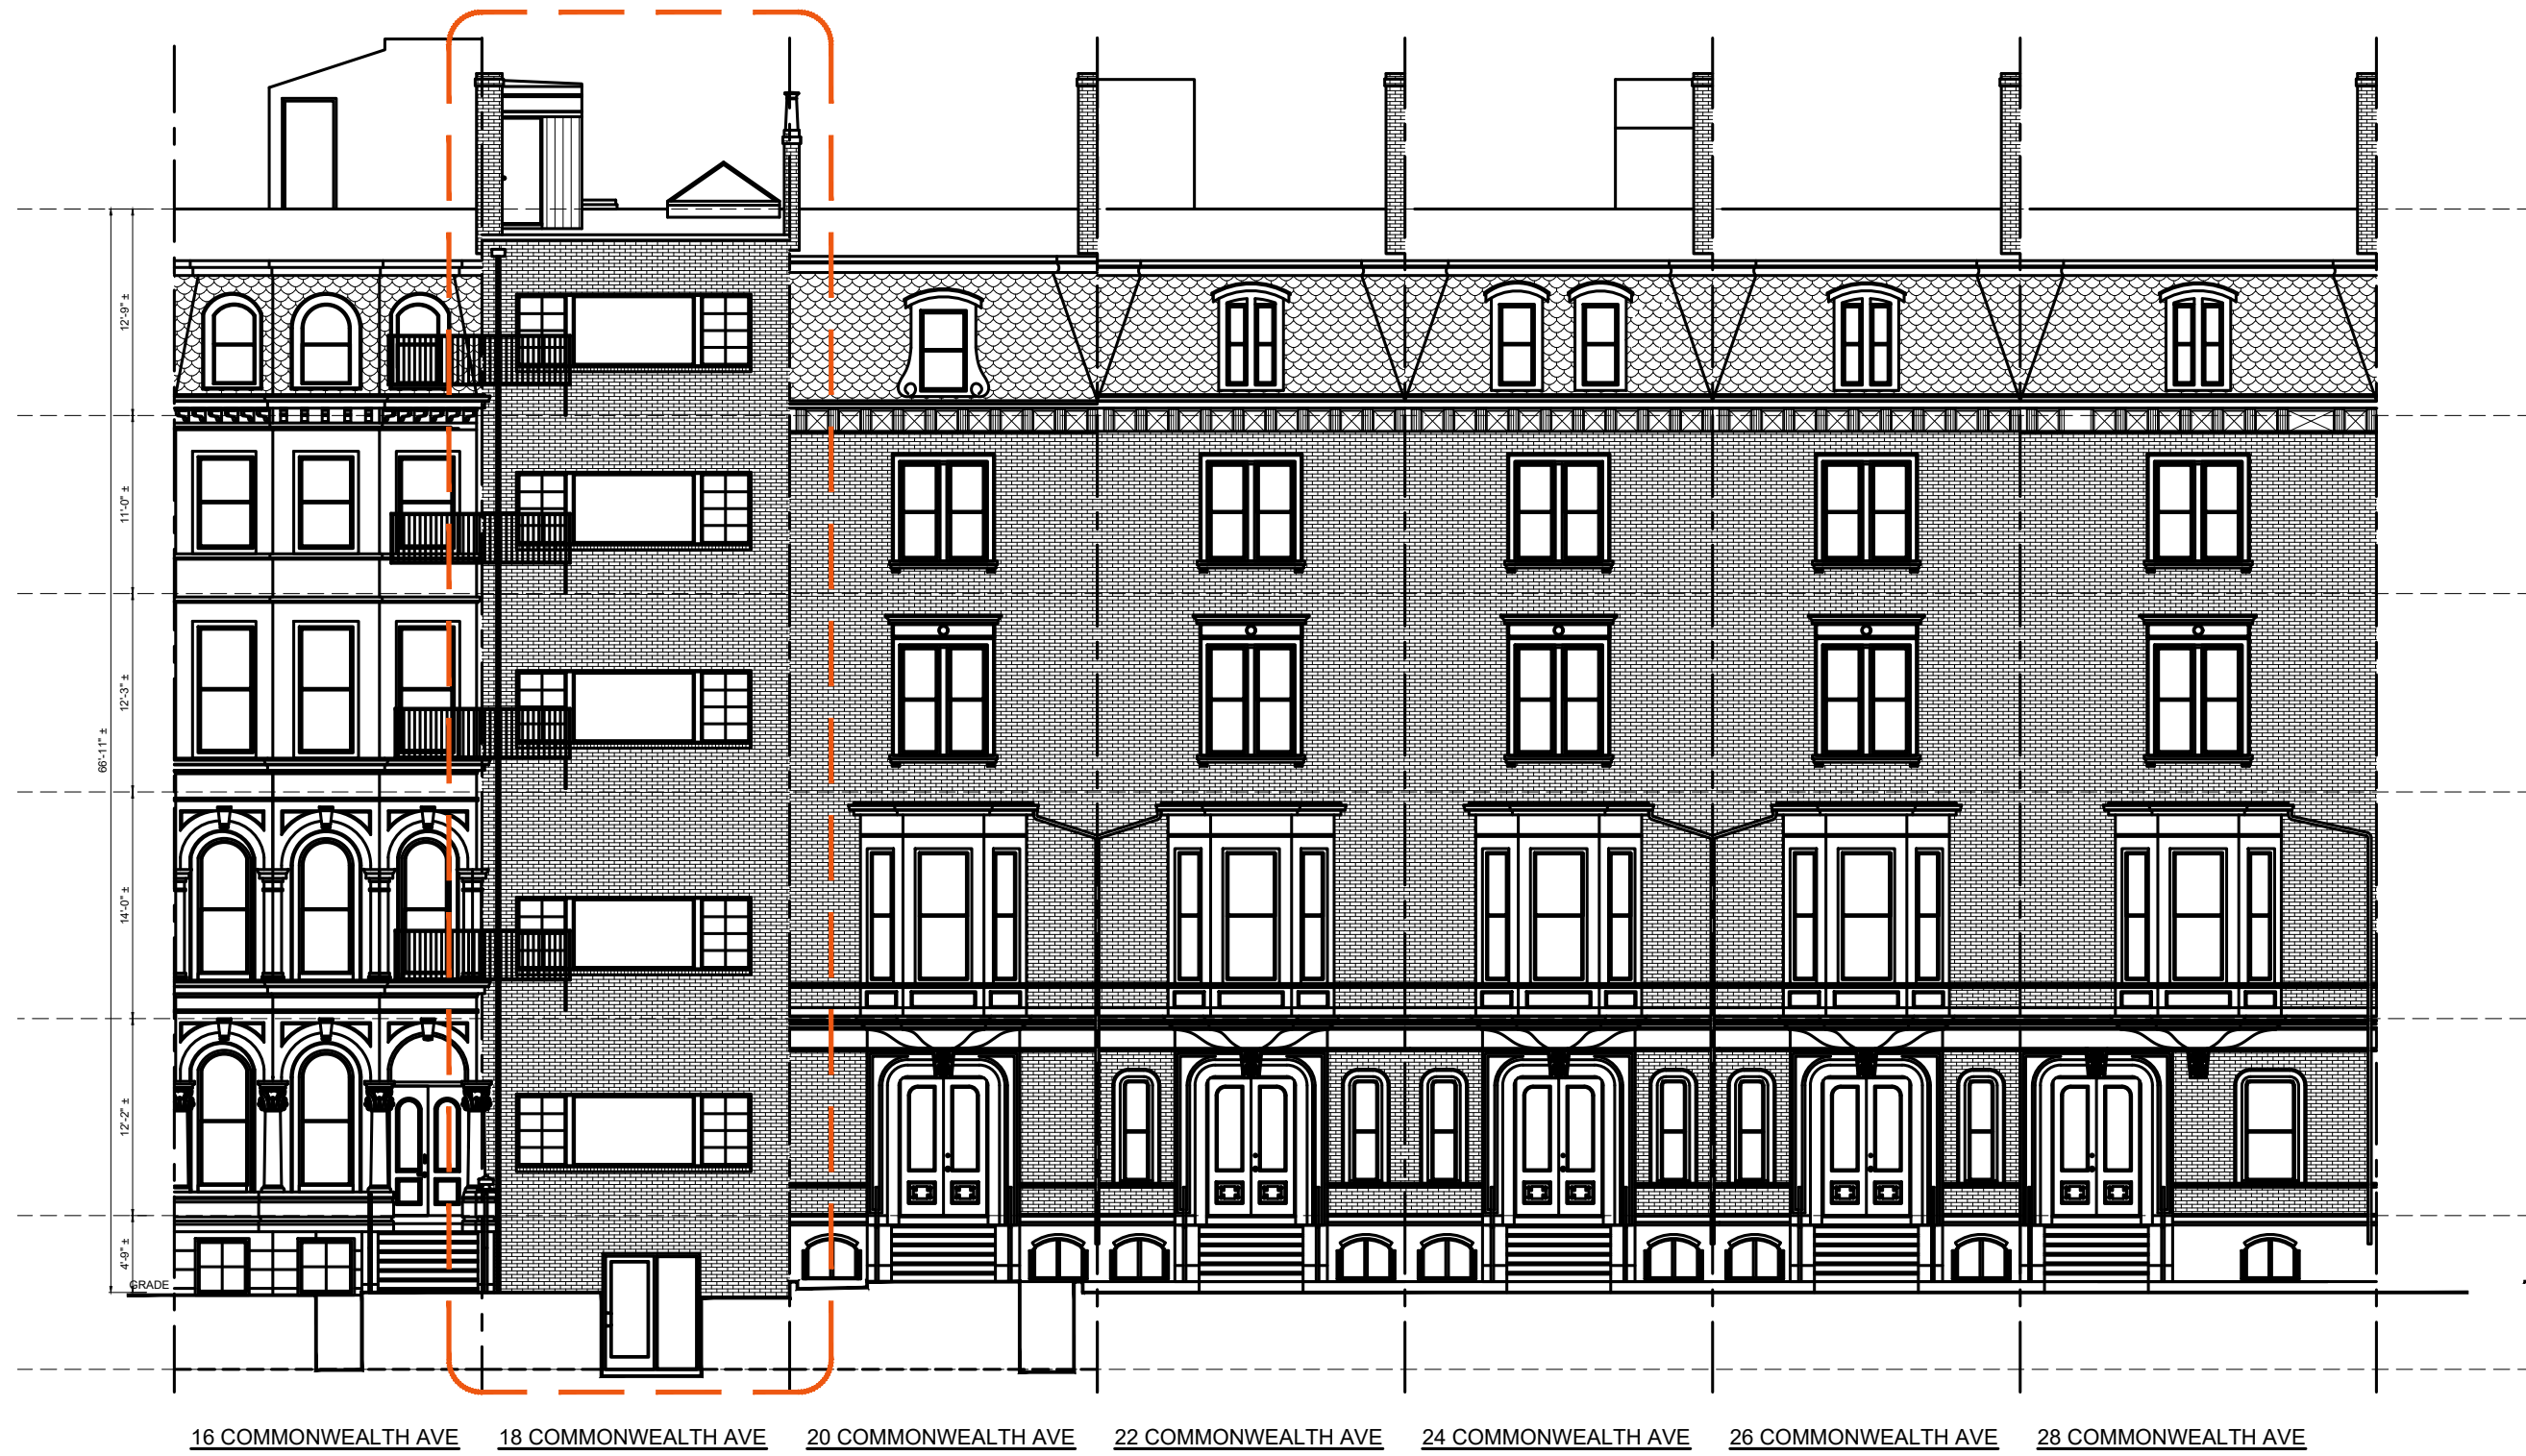 12'-9" ±
11'-0" ±
12'-3" ±
66'-11" ±
14'-0" ±
12'-2" ±
4'-9" ±
GRADE
16 COMMONWEALTH AVE
18 COMMONWEALTH AVE
20 COMMONWEALTH AVE
22 COMMONWEALTH AVE
24 COMMONWEALTH AVE
26 COMMONWEALTH AVE
28 COMMONWEALTH AVE